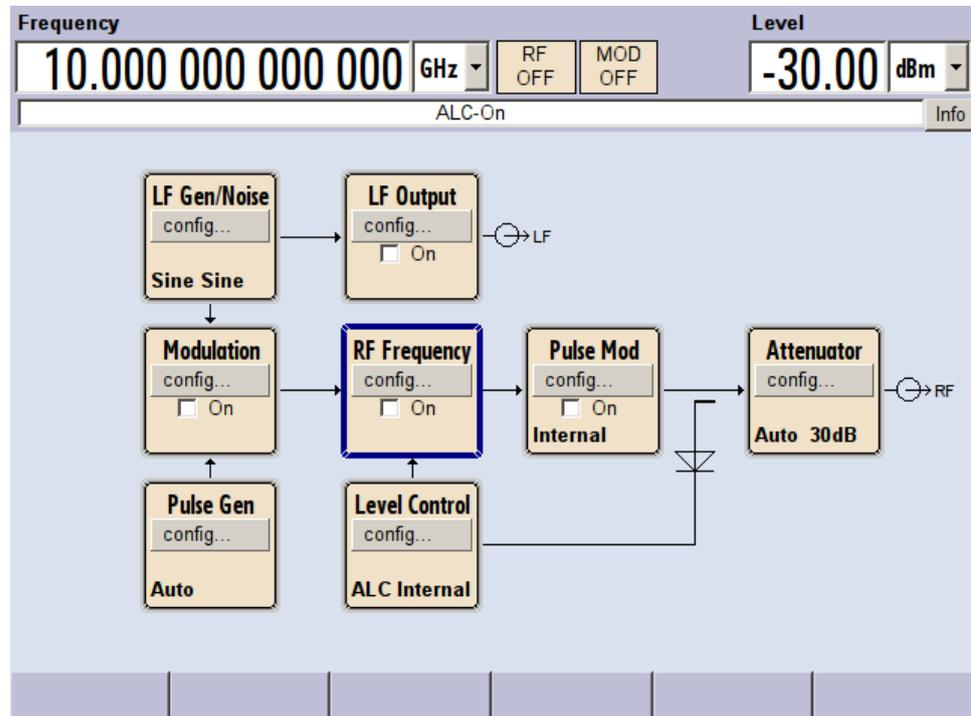 Frequency Level
10.000 000 000 000 GHz RF OFF MOD OFF -30.00 dBm
ALC-On Info
LF Gen/Noise
config...
Sine Sine
LF Output
config...
On
LF
Modulation
config...
On
RF Frequency
config...
On
Pulse Mod
config...
On
Internal
Attenuator
config...
Auto 30dB
RF
Pulse Gen
config...
Auto
Level Control
config...
ALC Internal